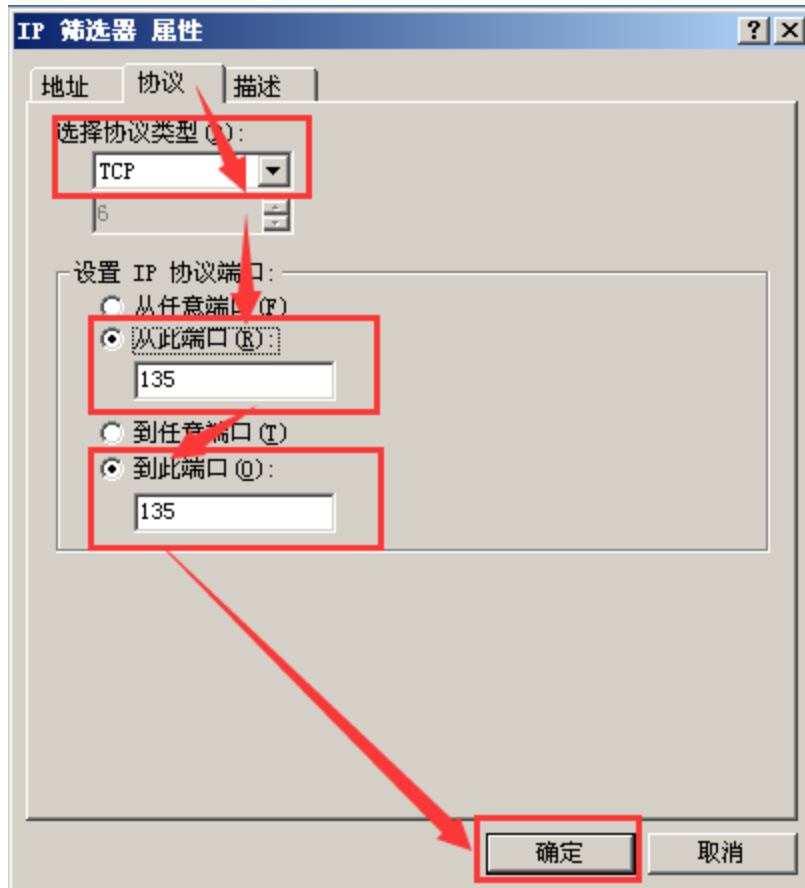 IP 筛选器 属性
地址 协议 描述
选择协议类型(P):
TCP
6
设置 IP 协议端口:
从任意端口(F)
从此端口(R):
135
到任意端口(T)
到此端口(O):
135
确定 取消